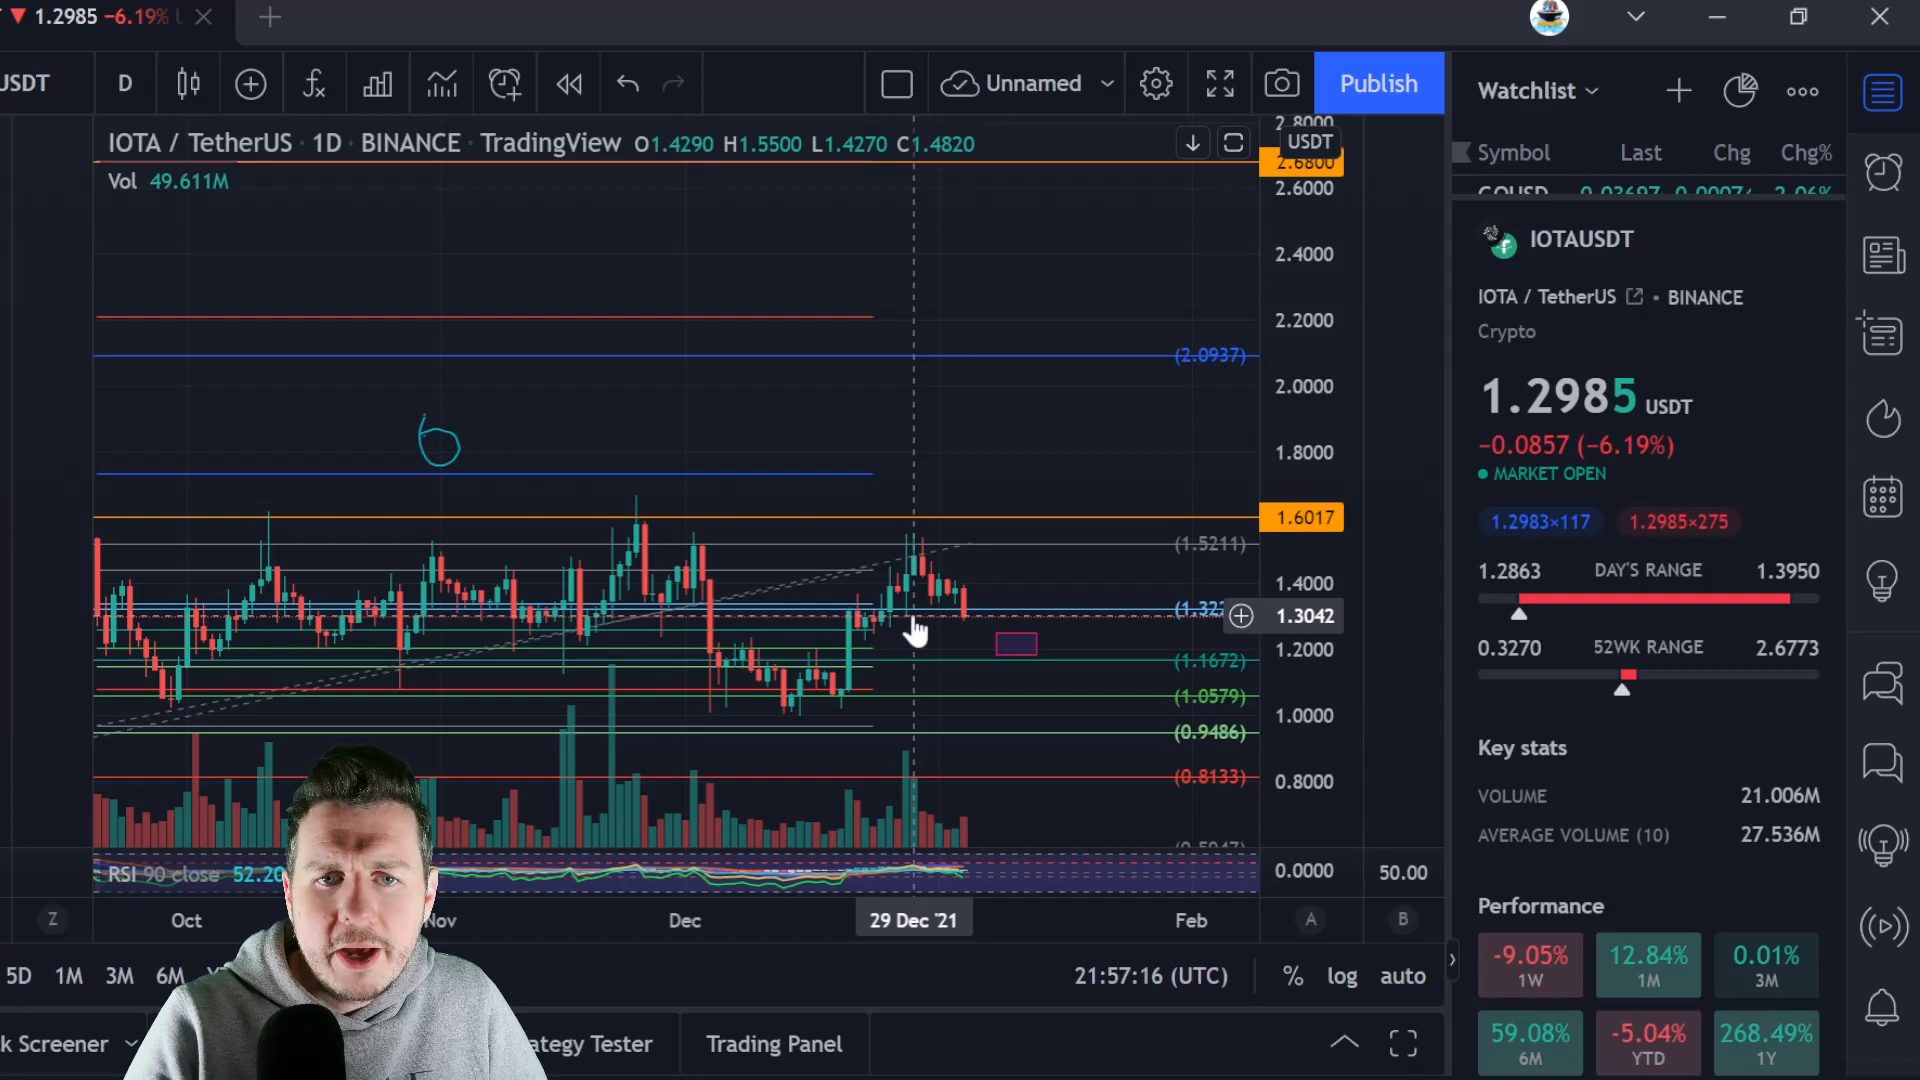 1.2985 −6.19%
USDT
D
Unnamed
Publish
Watchlist
IOTA / TetherUS · 1D · BINANCE · TradingView O1.4290 H1.5500 L1.4270 C1.4820
Vol 49.611M
USDT
Symbol Last Chg Chg%
2.8000
2.6800
2.6000
2.4000
2.2000
2.0000
1.8000
1.6017
1.4000
1.3042
1.2000
1.0000
0.8000
0.0000
50.00
(2.0937)
(1.5211)
(1.1672)
(1.0579)
(0.9486)
(0.8133)
RSI 90 close 52.20
Z
Oct
Nov
Dec
29 Dec '21
Feb
A
B
5D 1M 3M 6M
21:57:16 (UTC)
% log auto
Screener
Tester
Trading Panel
IOTAUSDT
IOTA / TetherUS • BINANCE
Crypto
1.2985 USDT
−0.0857 (−6.19%)
MARKET OPEN
1.2983×117 1.2985×275
1.2863 DAY'S RANGE 1.3950
0.3270 52WK RANGE 2.6773
Key stats
VOLUME 21.006M
AVERAGE VOLUME (10) 27.536M
Performance
-9.05% 12.84% 0.01%
1W 1M 3M
59.08% -5.04% 268.49%
6M YTD 1Y